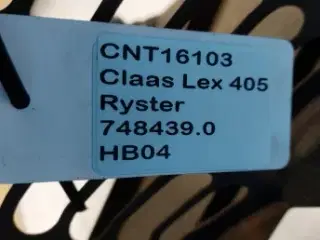 CNT16103
Claas Lex 405
Ryster
748439.0
HB04